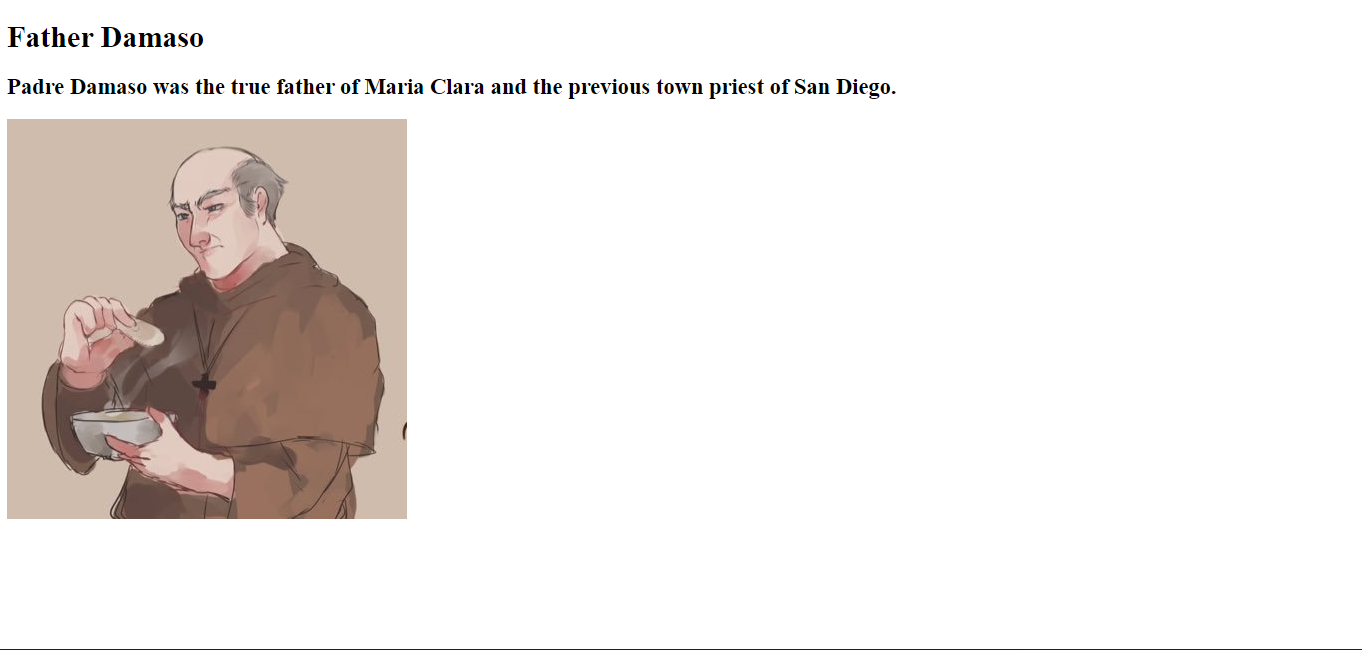 Father Damaso
Padre Damaso was the true father of Maria Clara and the previous town priest of San Diego.